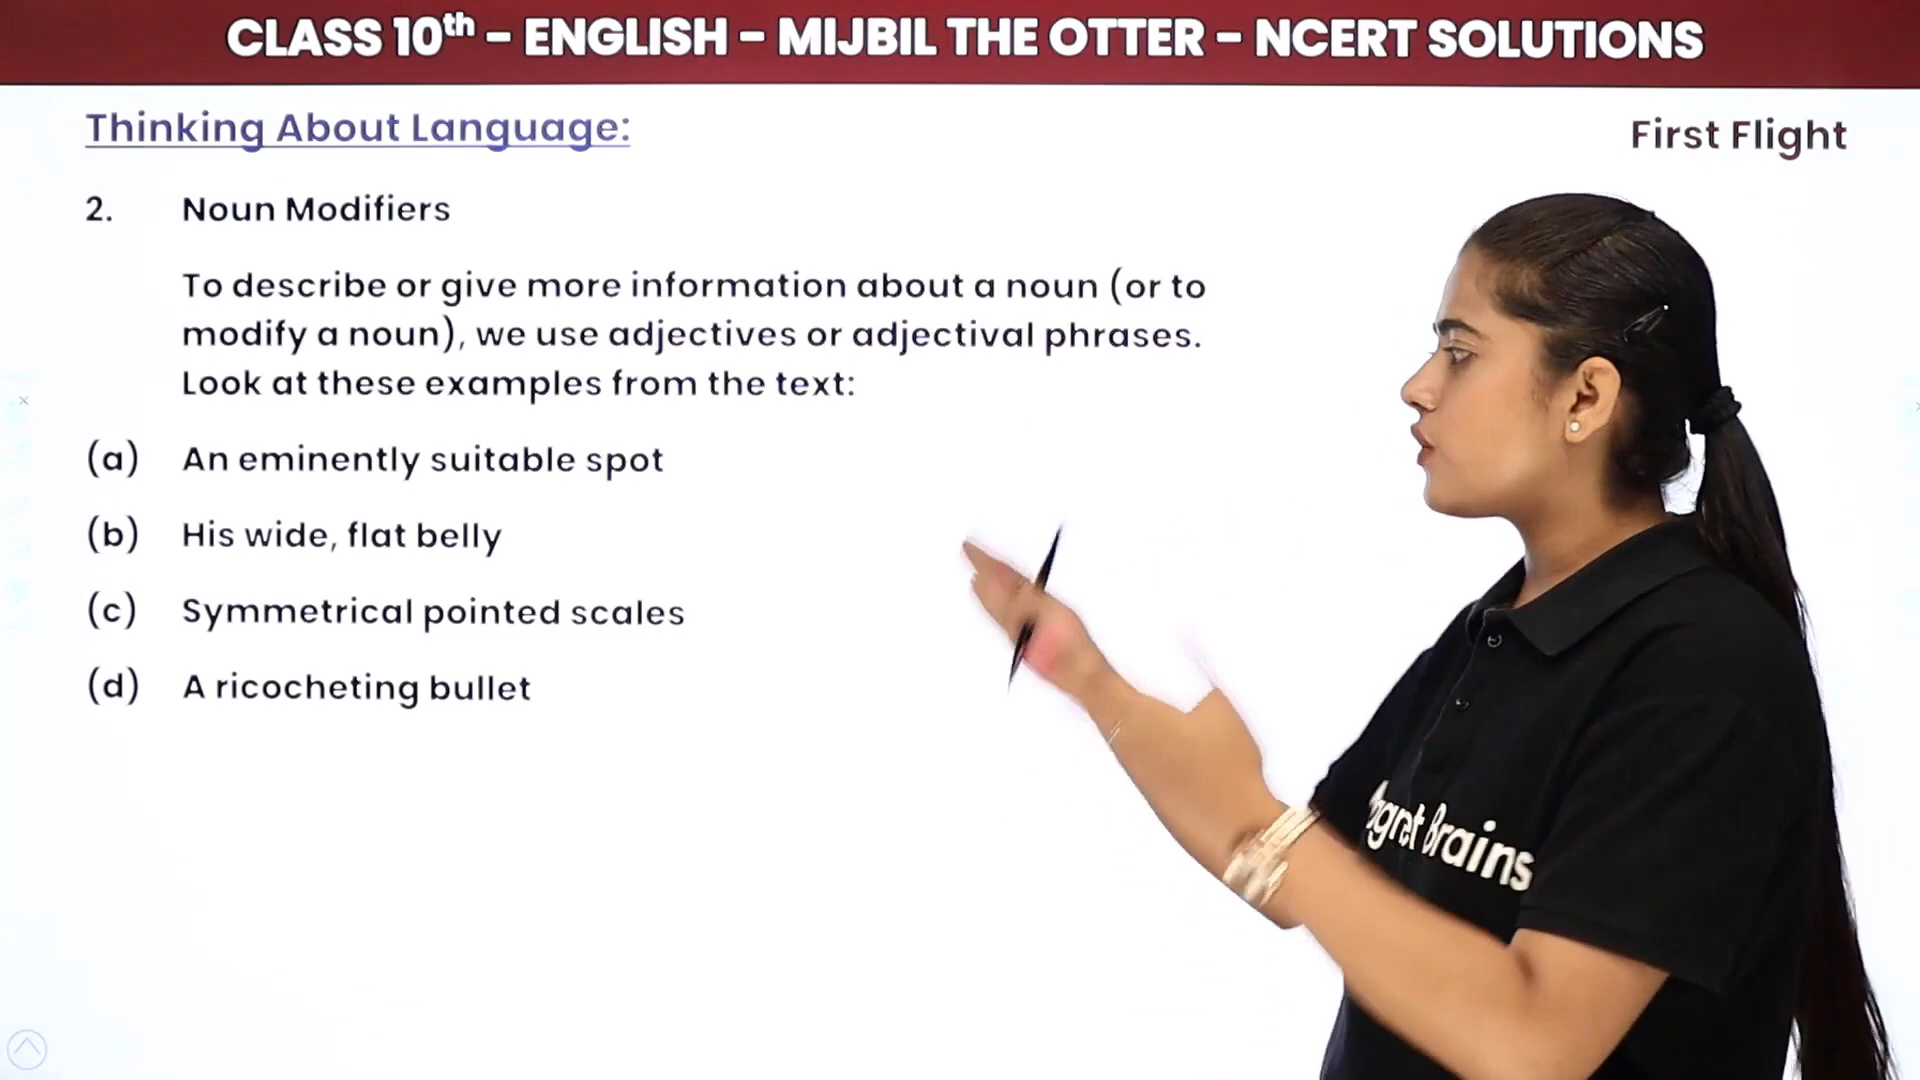 CLASS 10th – ENGLISH – MIJBIL THE OTTER – NCERT SOLUTIONS
Thinking About Language:
First Flight
2. Noun Modifiers
To describe or give more information about a noun (or to
modify a noun), we use adjectives or adjectival phrases.
Look at these examples from the text:
(a) An eminently suitable spot
(b) His wide, flat belly
(c) Symmetrical pointed scales
(d) A ricocheting bullet
Brains